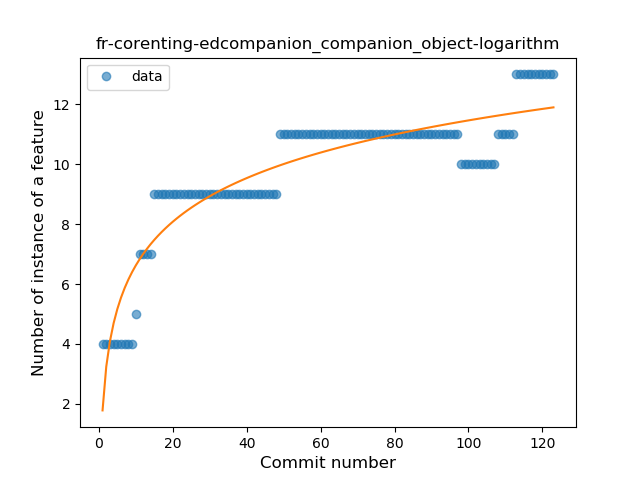 fr-corenting-edcompanion_companion_object-logarithm
data
Number of instance of a feature
12
10
8
6
4
2
0 20 40 60 80 100 120
Commit number